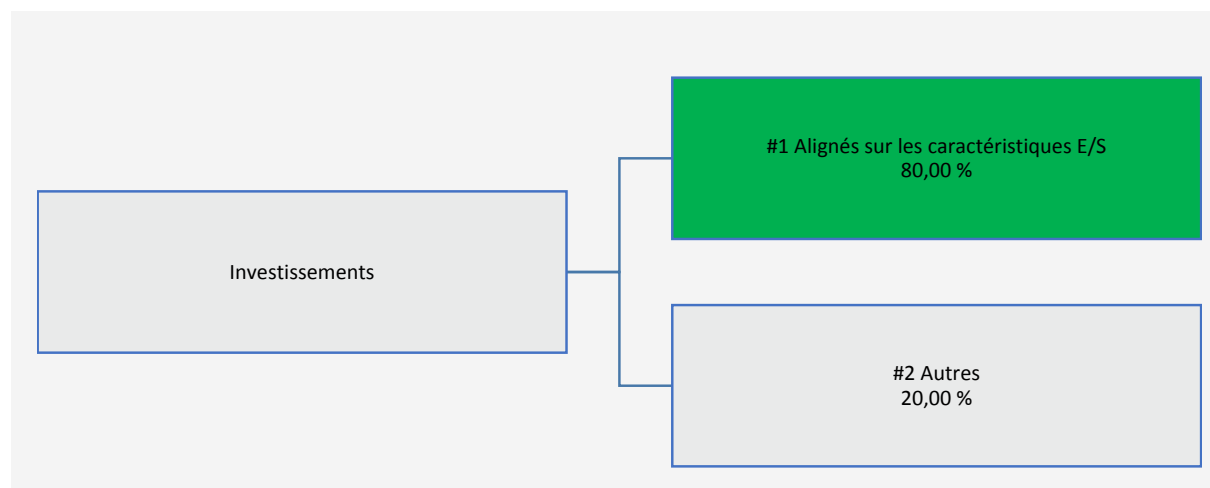 #1 Alignés sur les caractéristiques E/S
80,00 %
Investissements
#2 Autres
20,00 %